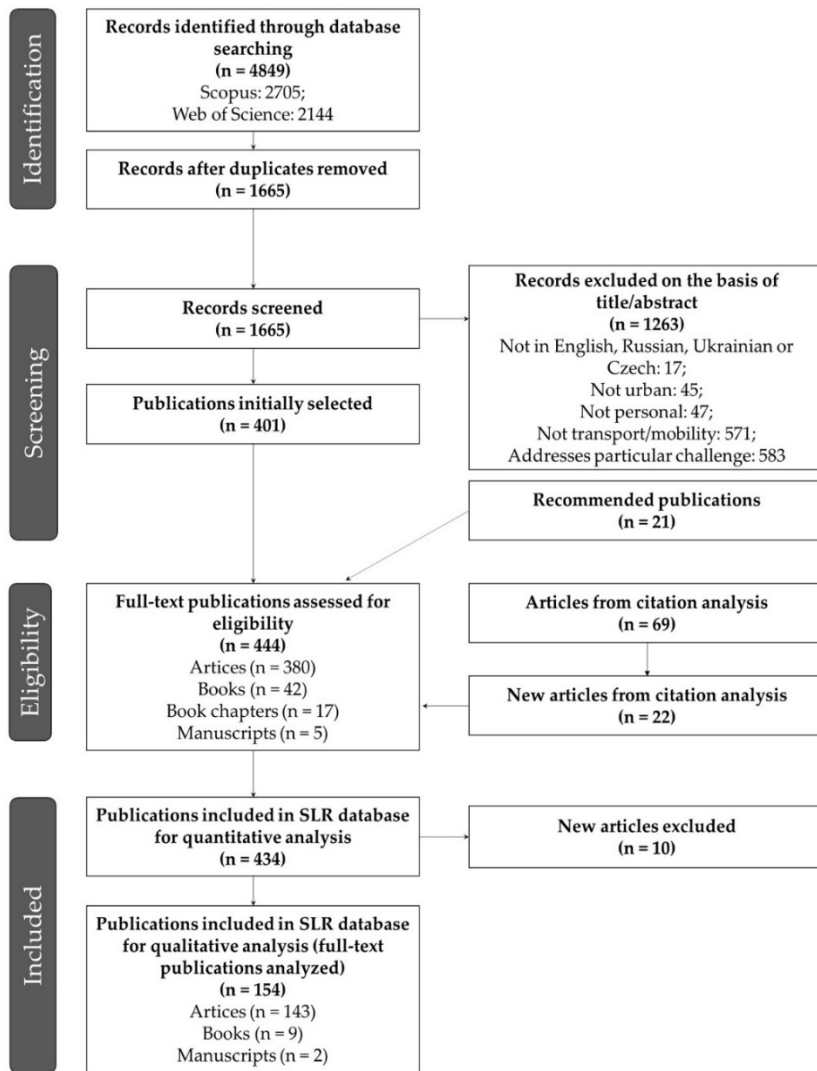 Identification
Records identified through database
searching
(n = 4849)
Scopus: 2705;
Web of Science: 2144
Records after duplicates removed
(n = 1665)
Screening
Records screened
(n = 1665)
Records excluded on the basis of
title/abstract
(n = 1263)
Not in English, Russian, Ukrainian or
Czech: 17;
Not urban: 45;
Not personal: 47;
Not transport/mobility: 571;
Addresses particular challenge: 583
Publications initially selected
(n = 401)
Recommended publications
(n = 21)
Eligibility
Full-text publications assessed for
eligibility
(n = 444)
Artices (n = 380)
Books (n = 42)
Book chapters (n = 17)
Manuscripts (n = 5)
Articles from citation analysis
(n = 69)
New articles from citation analysis
(n = 22)
Included
Publications included in SLR database
for quantitative analysis
(n = 434)
New articles excluded
(n = 10)
Publications included in SLR database
for qualitative analysis (full-text
publications analyzed)
(n = 154)
Artices (n = 143)
Books (n = 9)
Manuscripts (n = 2)